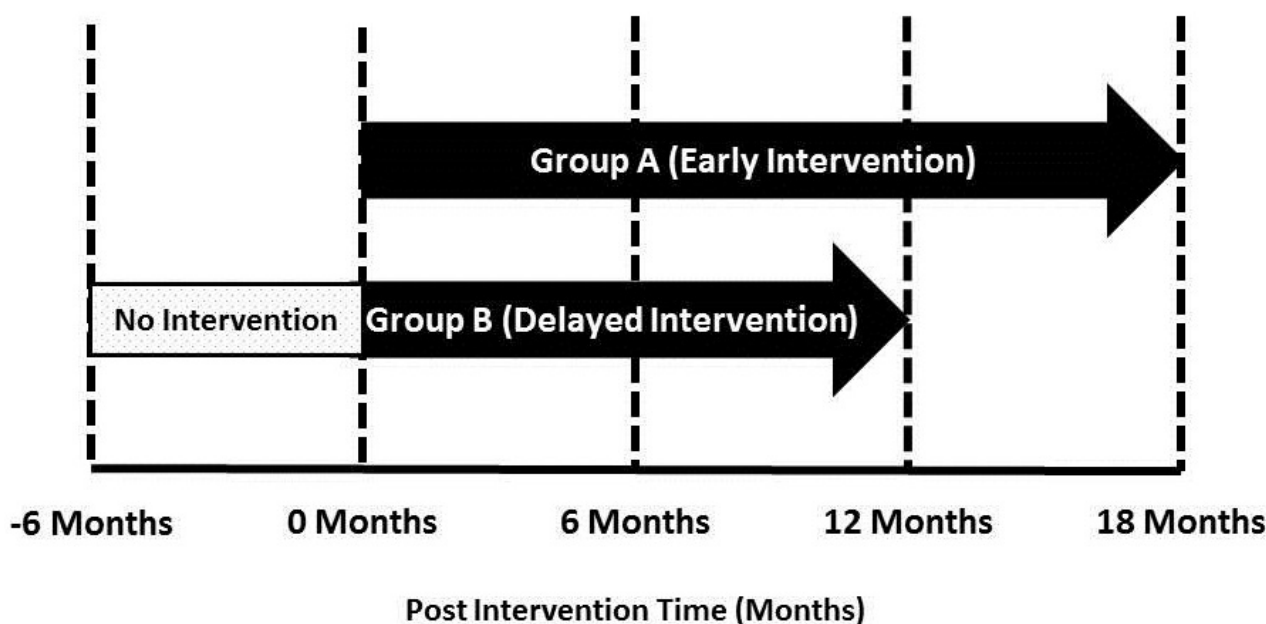 Group A (Early Intervention)
No Intervention
Group B (Delayed Intervention)
-6 Months
0 Months
6 Months
12 Months
18 Months
Post Intervention Time (Months)